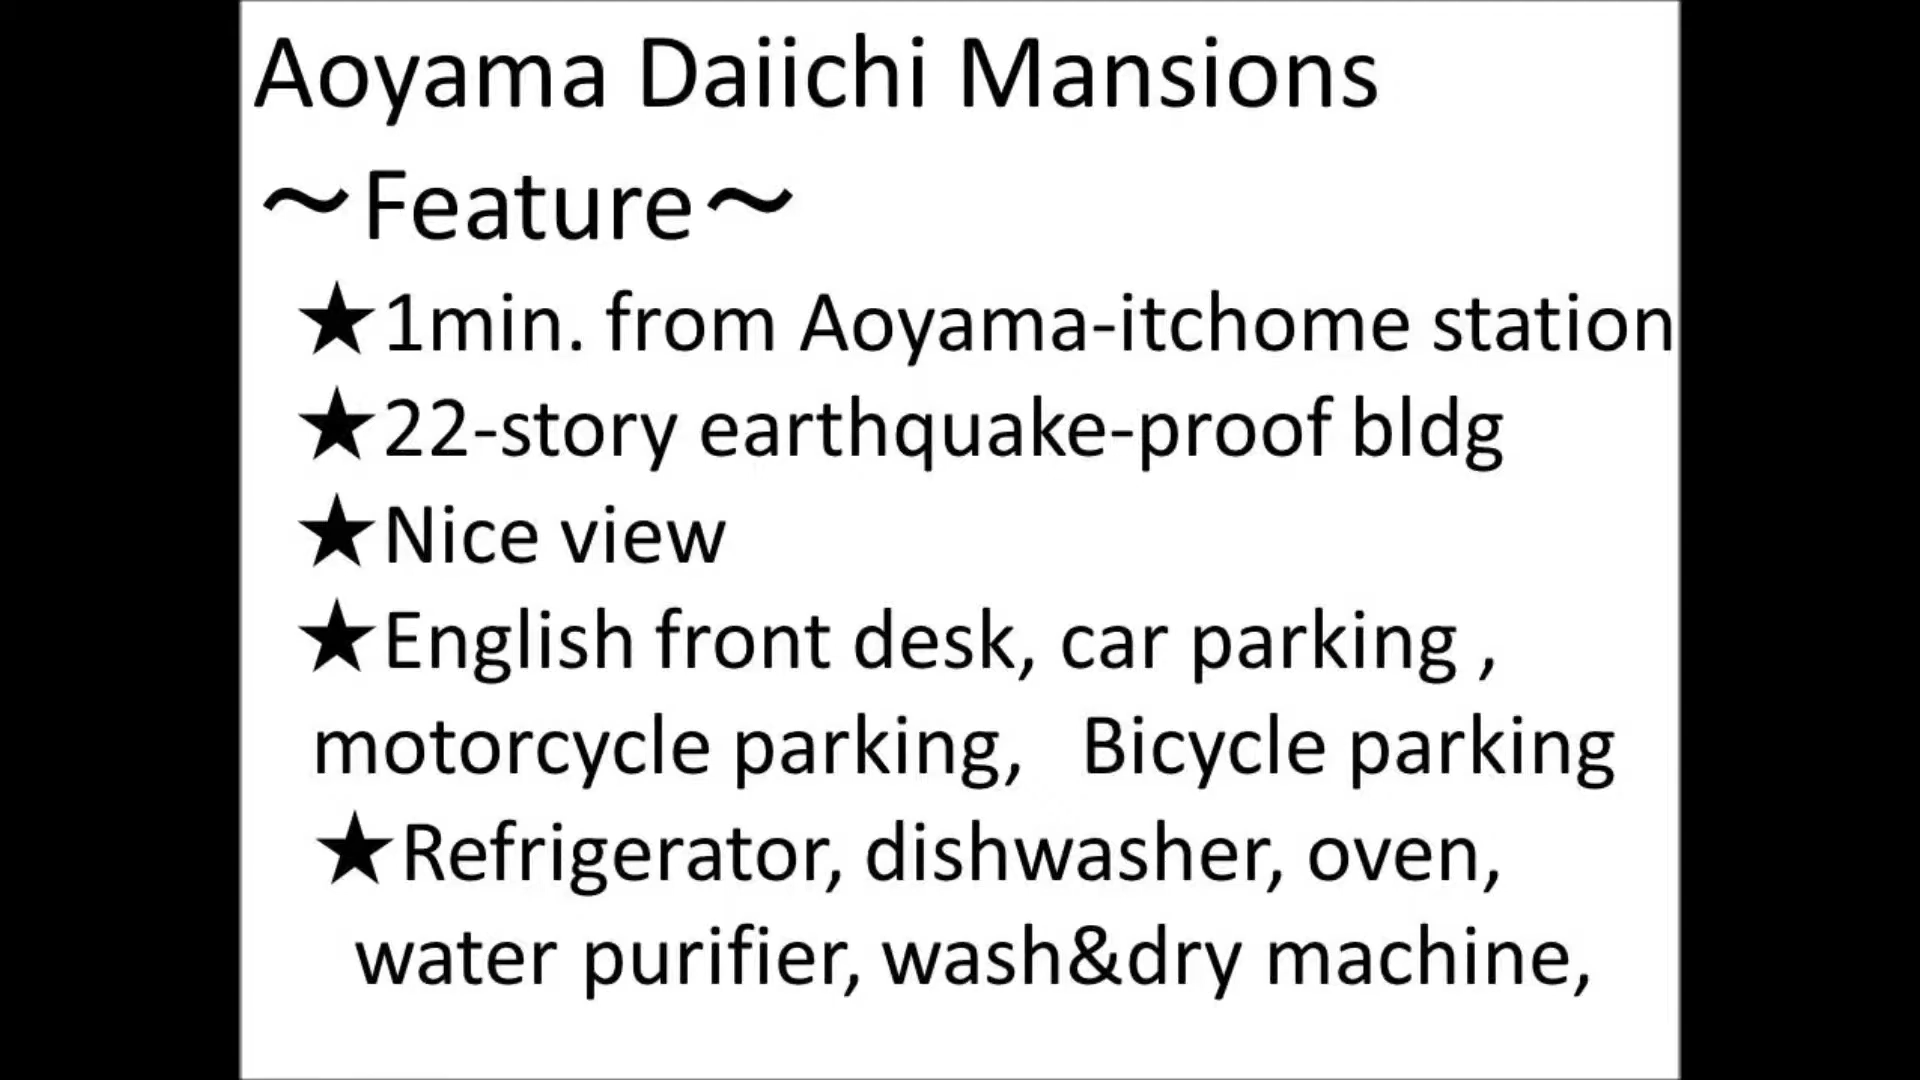 Aoyama Daiichi Mansions
～Feature～
★1min. from Aoyama-itchome station
★22-story earthquake-proof bldg
★Nice view
★English front desk, car parking ,
motorcycle parking, Bicycle parking
★Refrigerator, dishwasher, oven,
water purifier, wash&dry machine,